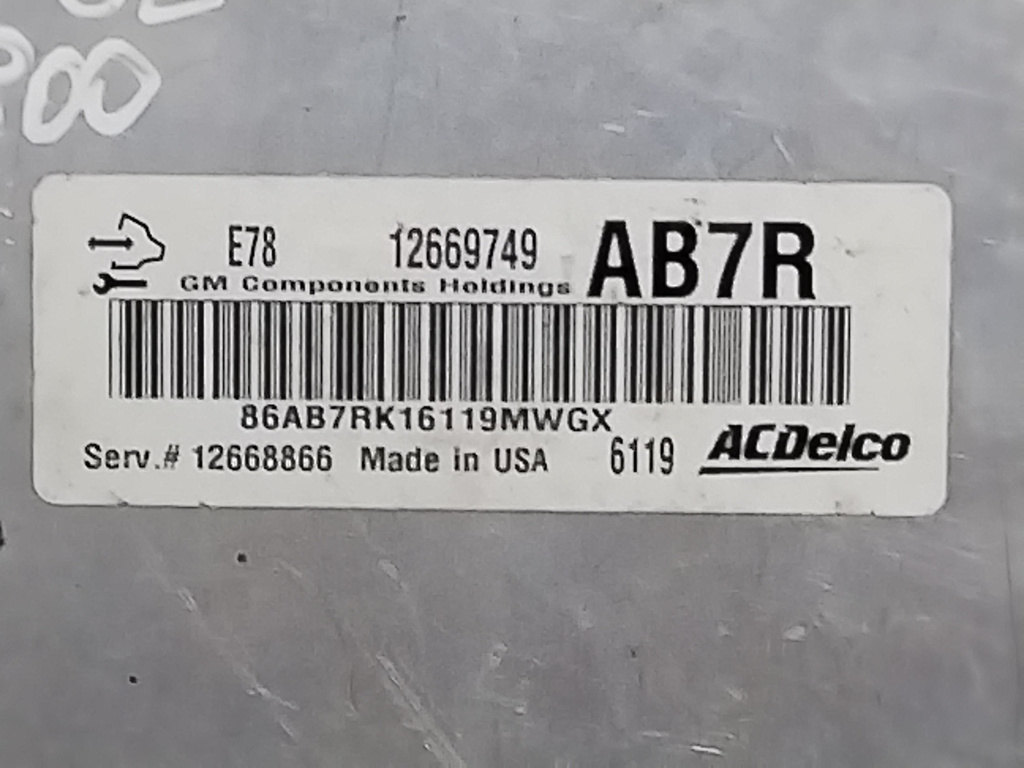 E78 12669749 AB7R
GM Components Holdings
86AB7RK16119MWGX
Serv.# 12668866 Made in USA 6119 ACDelco